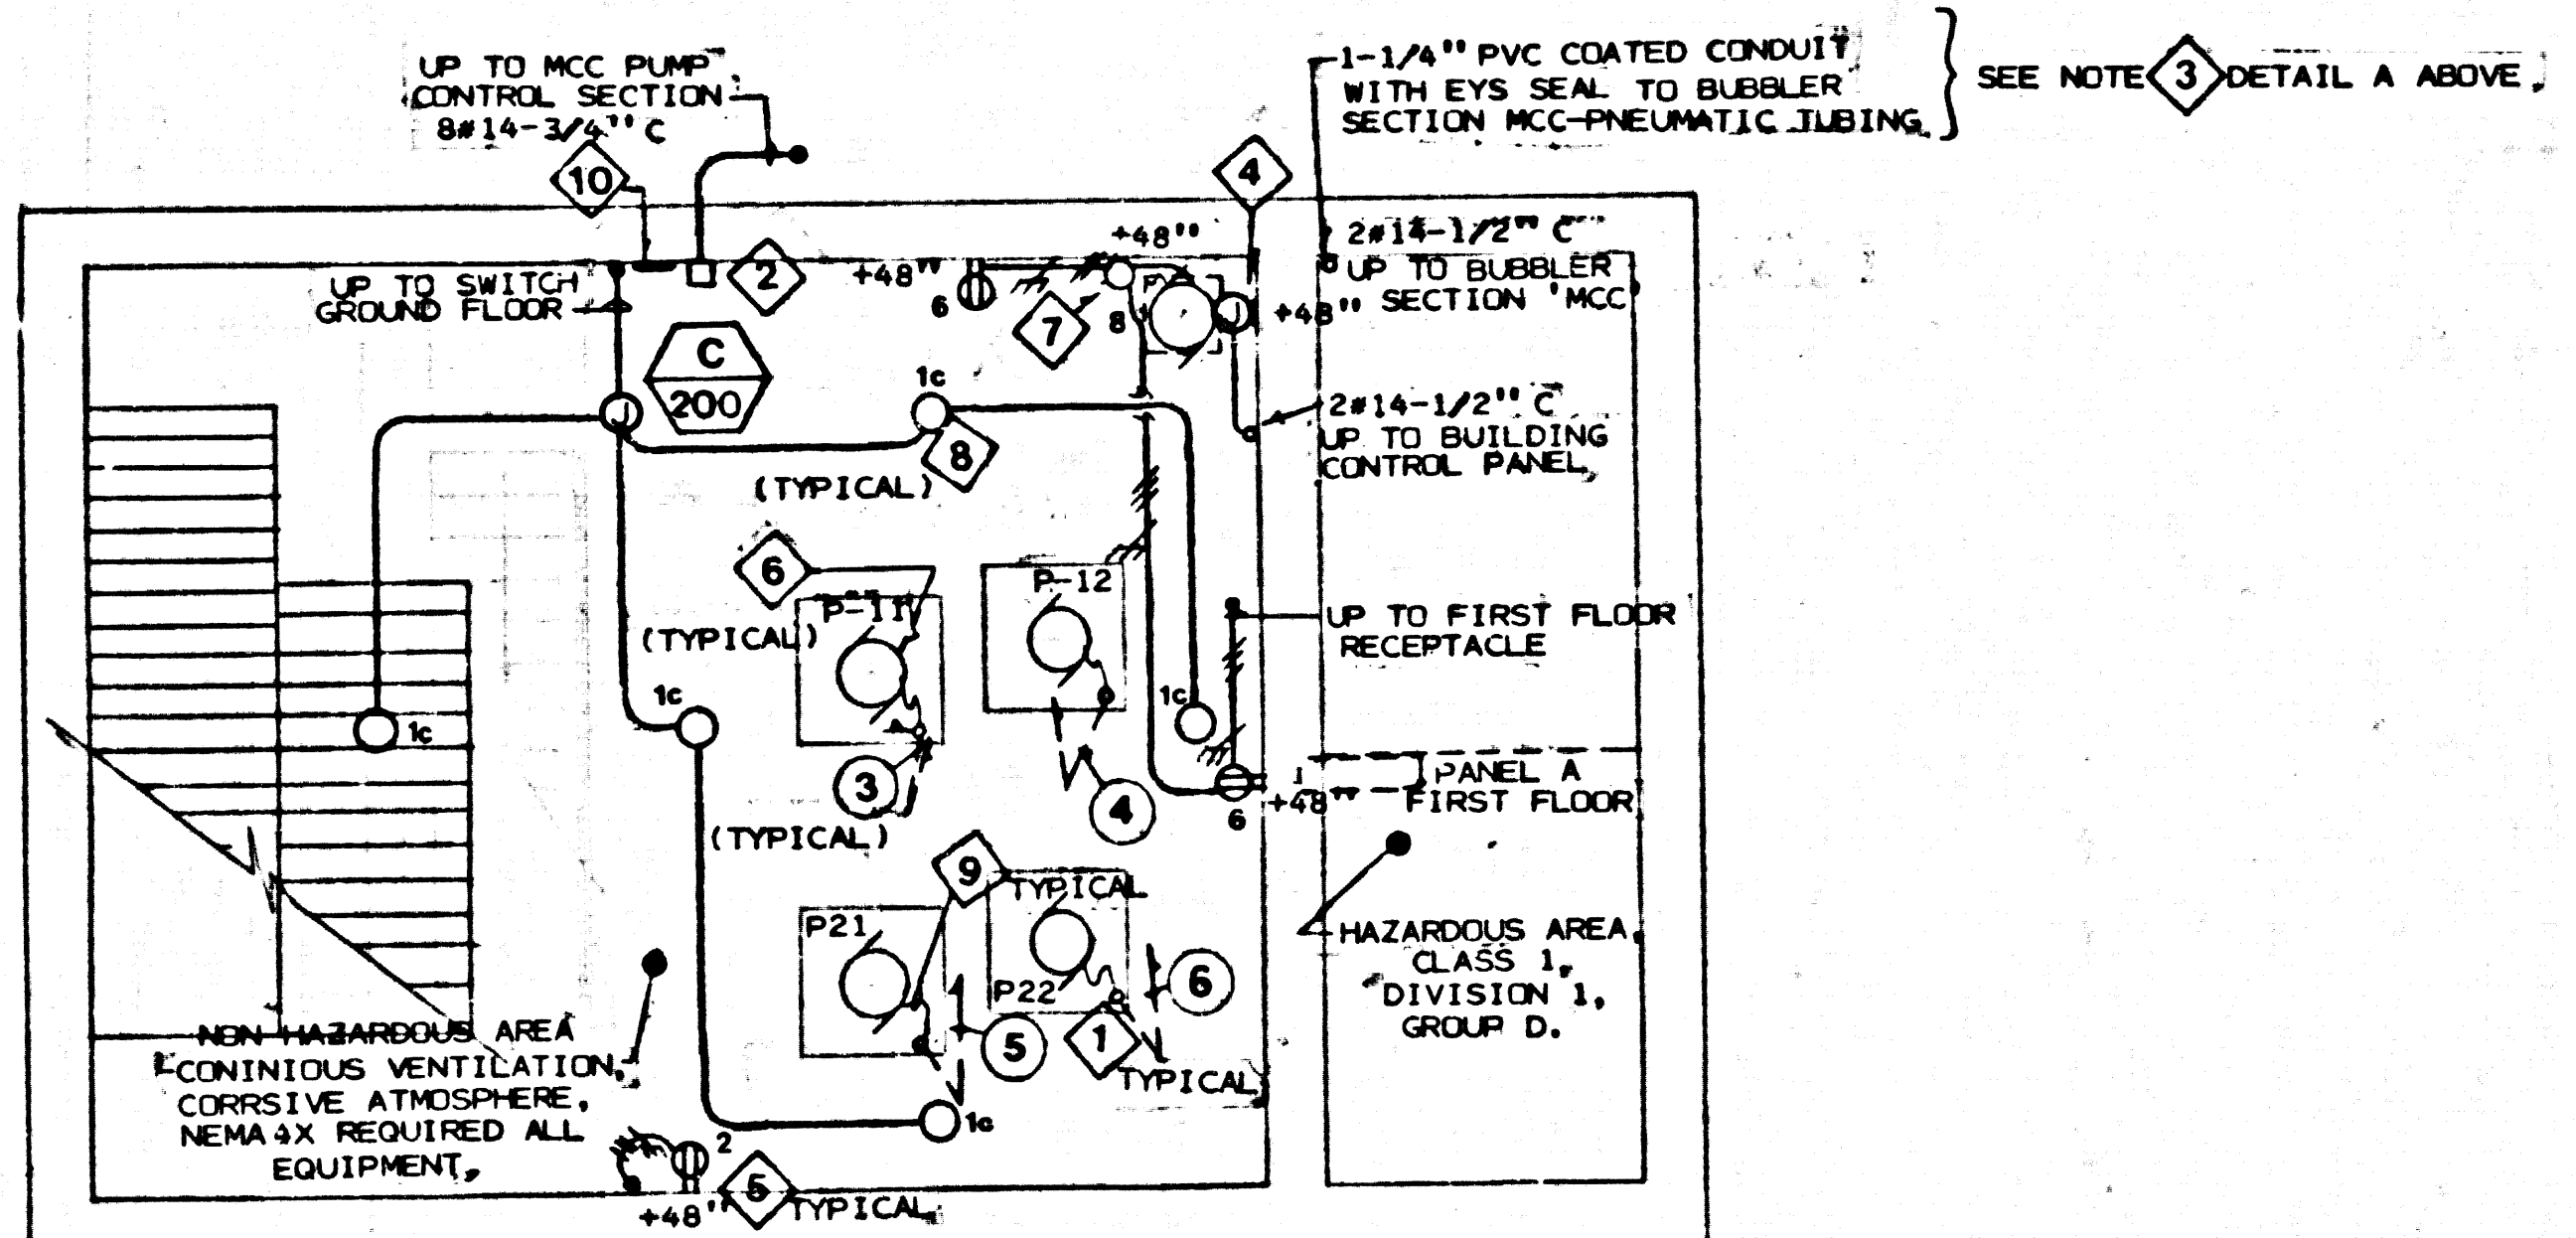 UP TO MCC PUMP
CONTROL SECTION
8#14-3/4" C
1-1/4" PVC COATED CONDUIT
WITH EYS SEAL TO BUBBLER
SECTION MCC-PNEUMATIC TUBING.
SEE NOTE 3 DETAIL A ABOVE.
10
4
2
UP TO SWITCH
GROUND FLOOR
+48"
6
+48"
7
8
J
+48"
2#14-1/2" C
UP TO BUBBLER
SECTION MCC
C
200
J
1c
8
(TYPICAL)
2#14-1/2" C
UP TO BUILDING
CONTROL PANEL.
6
(TYPICAL)
P-11
P-12
UP TO FIRST FLOOR
RECEPTACLE
1c
1c
1c
3
(TYPICAL)
4
6
+48"
PANEL A
FIRST FLOOR
9
TYPICAL
P21
P22
5
6
1
TYPICAL
HAZARDOUS AREA,
CLASS 1,
DIVISION 1,
GROUP D.
NON HAZARDOUS AREA
CONINIOUS VENTILATION,
CORRSIVE ATMOSPHERE,
NEMA 4X REQUIRED ALL
EQUIPMENT.
1c
2
+48"
5
TYPICAL